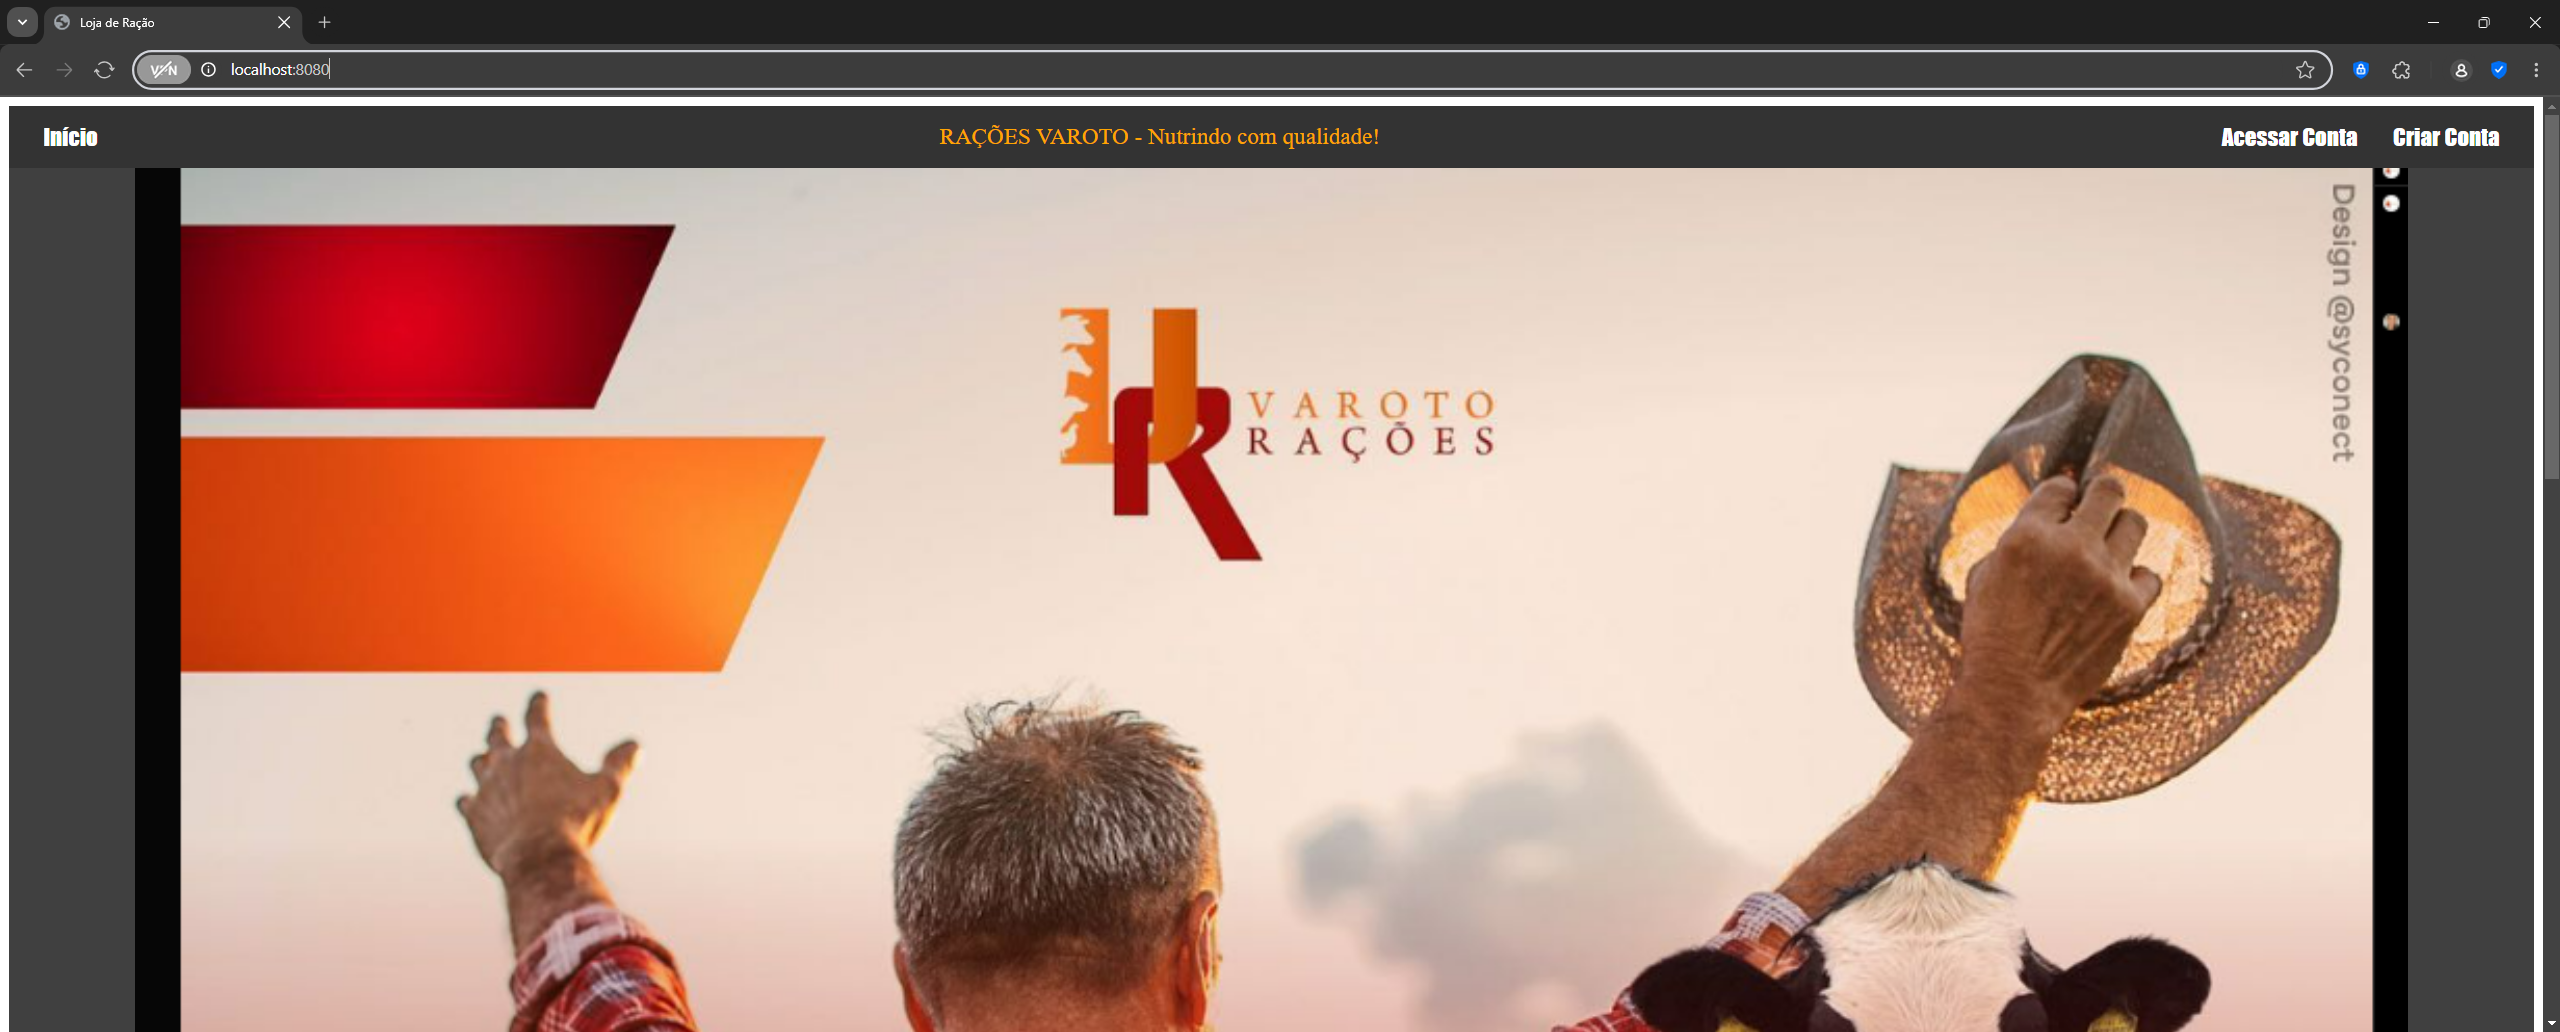 Loja de Ração
VPN
localhost:8080
Início
RAÇÕES VAROTO - Nutrindo com qualidade!
Acessar Conta
Criar Conta
Design @syconect
VAROTO
RAÇÕES